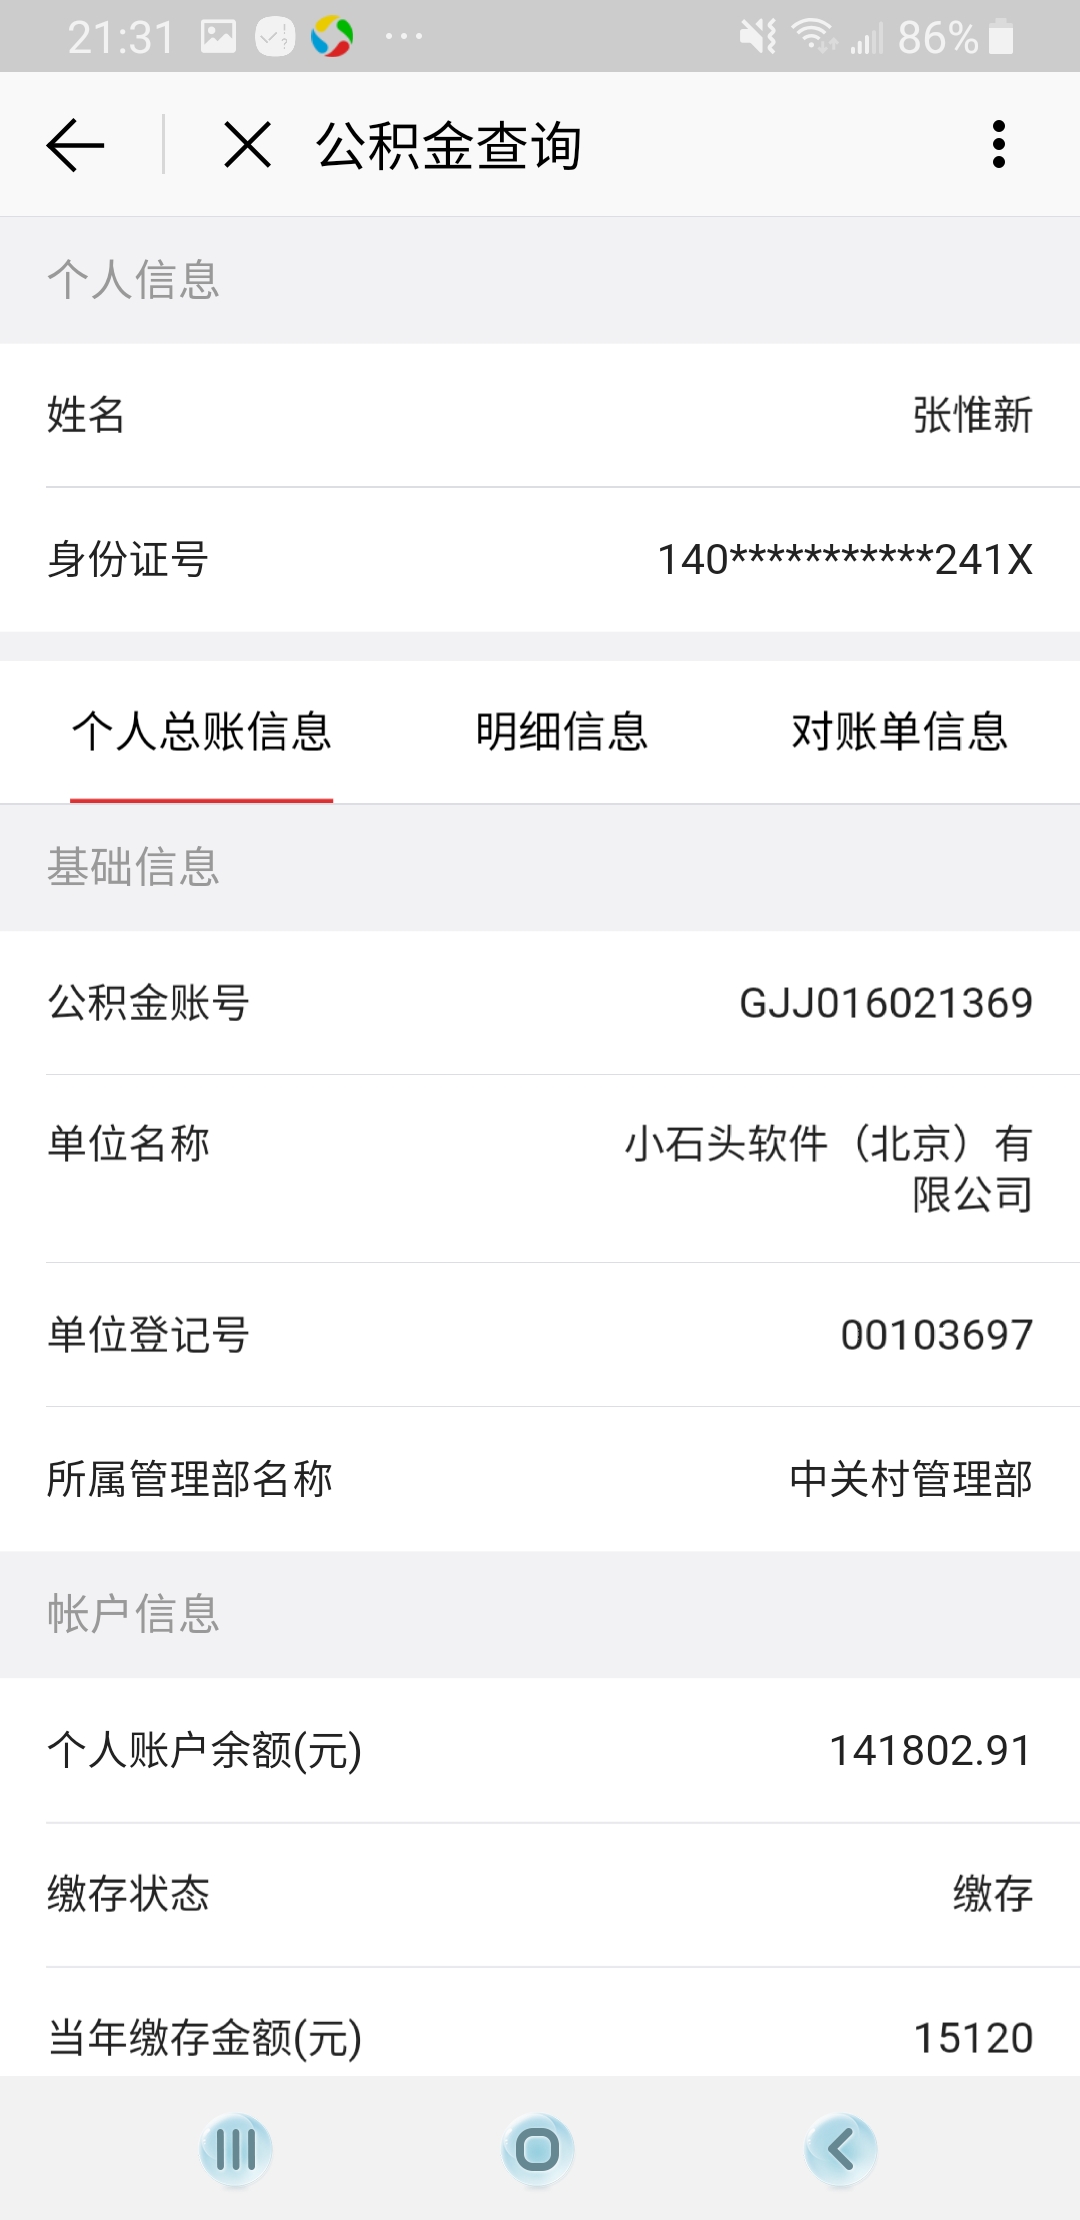 21:31
86%
公积金查询
个人信息
姓名 张惟新
身份证号 140***********241X
个人总账信息 明细信息 对账单信息
基础信息
公积金账号 GJJ016021369
单位名称 小石头软件（北京）有
限公司
单位登记号 00103697
所属管理部名称 中关村管理部
帐户信息
个人账户余额(元) 141802.91
缴存状态 缴存
当年缴存金额(元) 15120